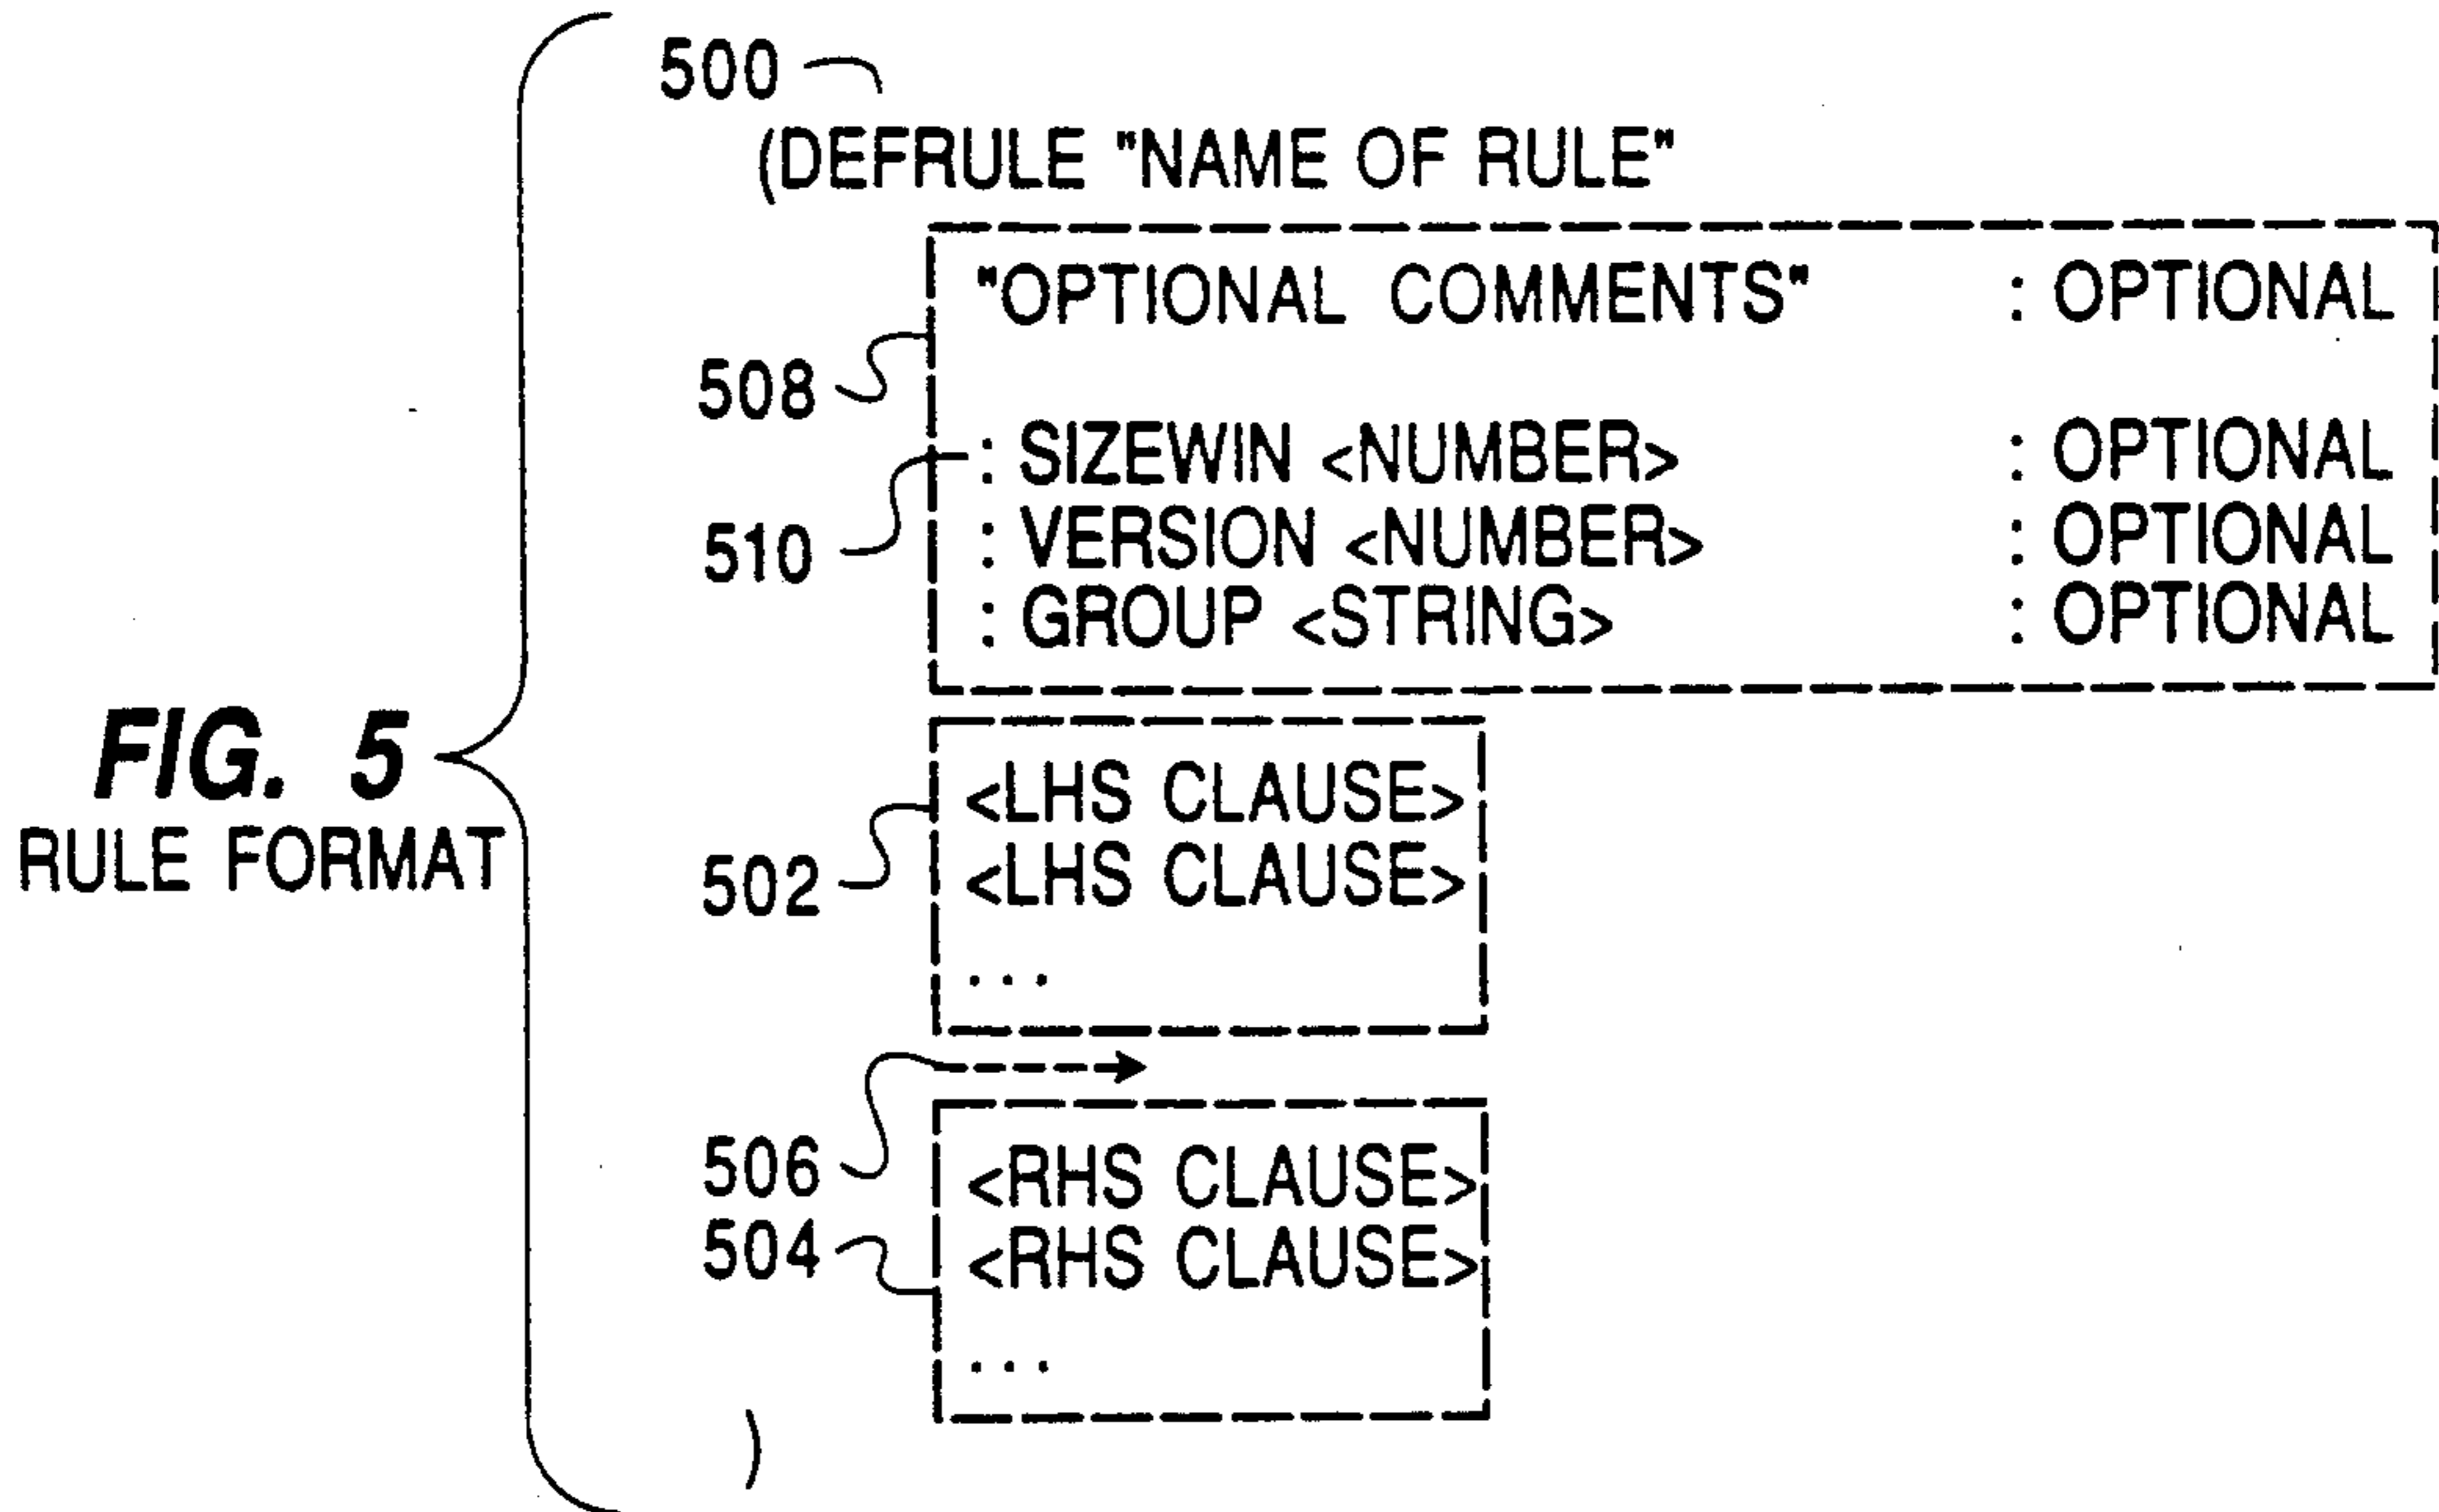 500
(DEFRULE "NAME OF RULE"
"OPTIONAL COMMENTS" : OPTIONAL
508
: SIZEWIN <NUMBER> : OPTIONAL
: VERSION <NUMBER> : OPTIONAL
510
: GROUP <STRING> : OPTIONAL
FIG. 5
RULE FORMAT
<LHS CLAUSE>
<LHS CLAUSE>
502
...
506
<RHS CLAUSE>
504
<RHS CLAUSE>
...
)